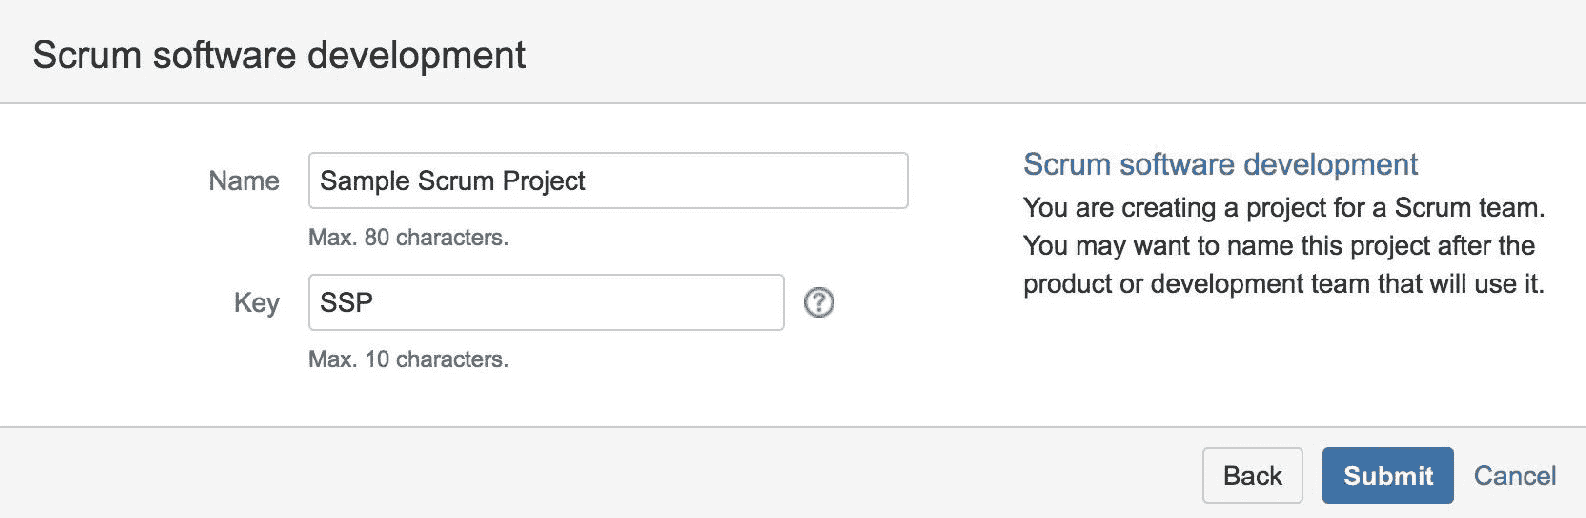 Scrum software development
Name
Sample Scrum Project
Max. 80 characters.
Key
SSP
?
Max. 10 characters.
Scrum software development
You are creating a project for a Scrum team.
You may want to name this project after the
product or development team that will use it.
Back
Submit
Cancel